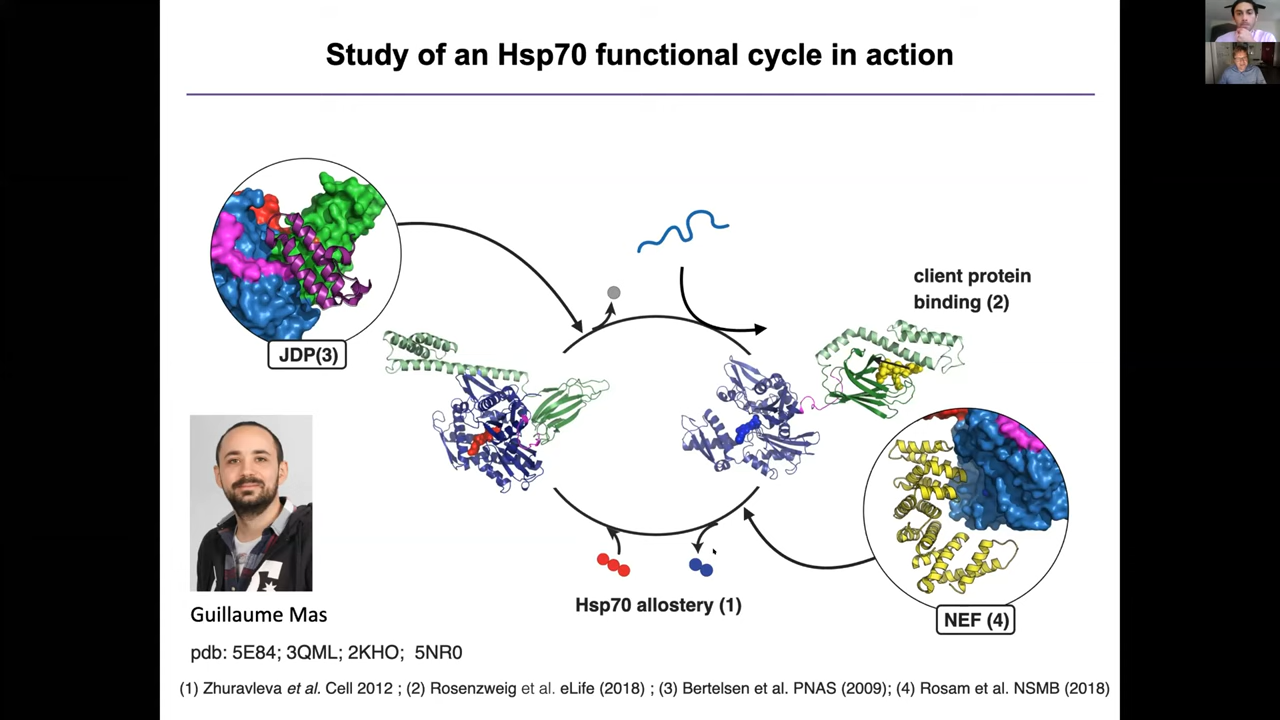 Study of an Hsp70 functional cycle in action
client protein
binding (2)
JDP(3)
Hsp70 allostery (1)
NEF (4)
Guillaume Mas
pdb: 5E84; 3QML; 2KHO;  5NR0
(1) Zhuravleva et al. Cell 2012 ; (2) Rosenzweig et al. eLife (2018) ; (3) Bertelsen et al. PNAS (2009); (4) Rosam et al. NSMB (2018)